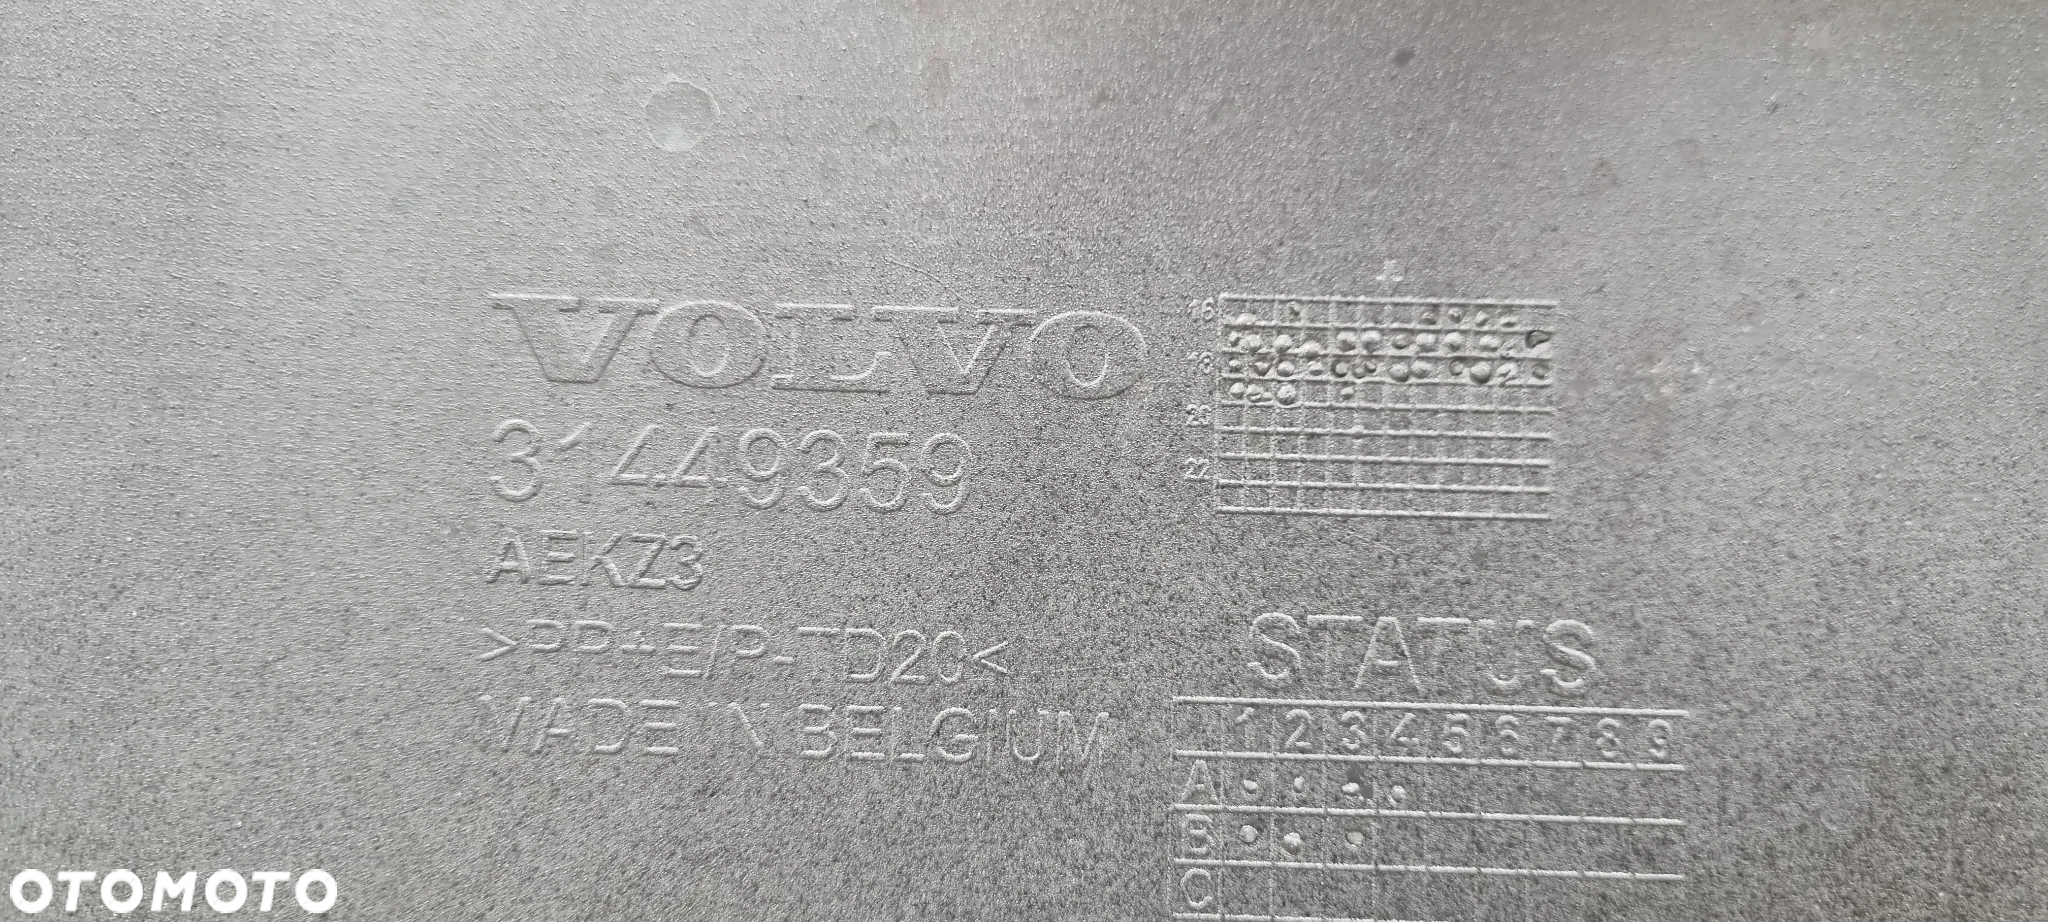 VOLVO
31449359
AEKZ3
>PP+E/P-TD20<
MADE IN BELGIUM
16
18
20
22
STATUS
1 2 3 4 5 6 7 8 9
A
B
C
OTOMOTO